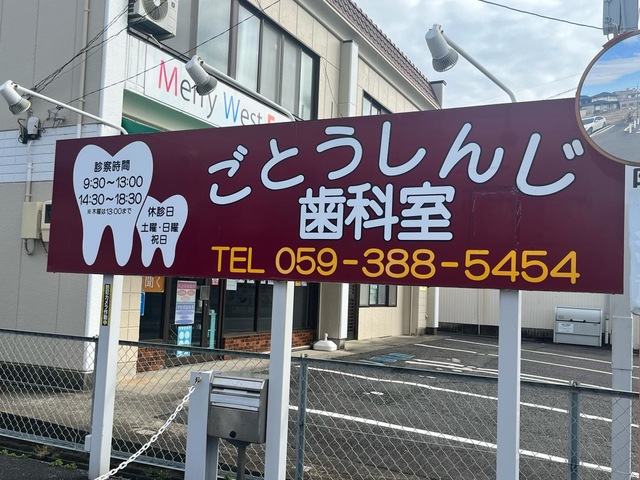 Merry West
診察時間
9:30～13:00
14:30～18:30
※木曜は13:00まで
休診日
土曜・日曜
祝日
ごとうしんじ
歯科室
TEL 059-388-5454